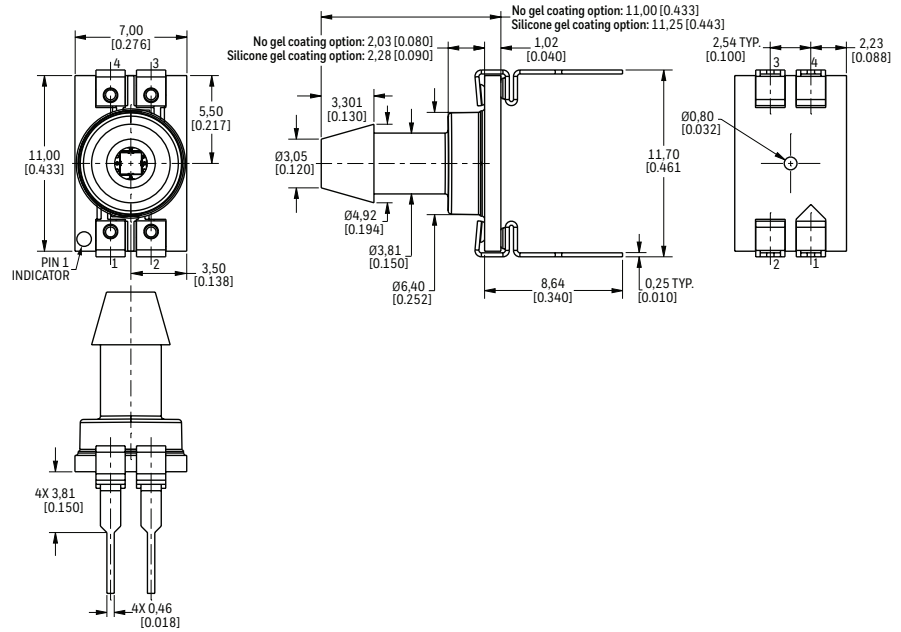 No gel coating option: 11,00 [0.433]
Silicone gel coating option: 11,25 [0.443]
7,00
[0.276]
No gel coating option: 2,03 [0.080]
Silicone gel coating option: 2,28 [0.090]
1,02
[0.040]
2,54 TYP.
[0.100]
2,23
[0.088]
4
3
3
4
5,50
[0.217]
3,301
[0.130]
Ø0,80
[0.032]
11,00
[0.433]
Ø3,05
[0.120]
11,70
[0.461
Ø4,92
[0.194]
PIN 1
INDICATOR
1
2
3,50
[0.138]
Ø3,81
[0.150]
Ø6,40
[0.252]
8,64
[0.340]
0,25 TYP.
[0.010]
2
1
4X 3,81
[0.150]
4X 0,46
[0.018]